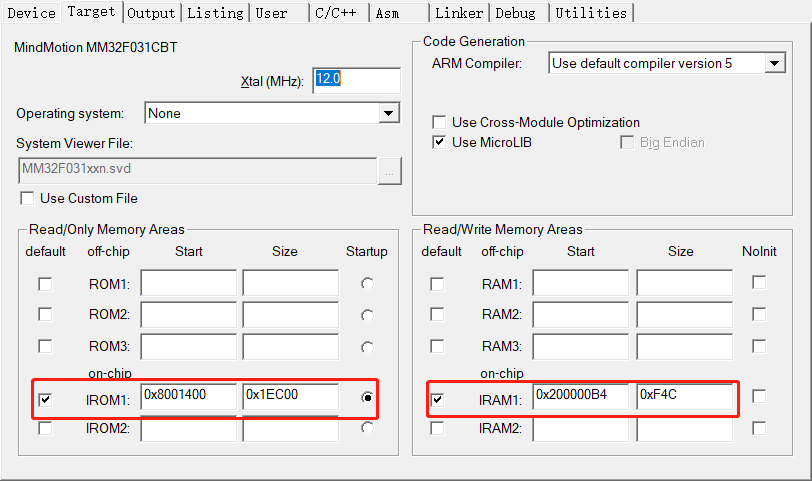 Device Target Output Listing User C/C++ Asm Linker Debug Utilities
MindMotion MM32F031CBT
Xtal (MHz): 12.0
Operating system: None
System Viewer File:
MM32F031xxn.svd ...
Use Custom File
Code Generation
ARM Compiler: Use default compiler version 5
Use Cross-Module Optimization
Use MicroLIB Big Endian
Read/Only Memory Areas
default off-chip Start Size Startup
ROM1:
ROM2:
ROM3:
on-chip
IROM1: 0x8001400 0x1EC00
IROM2:
Read/Write Memory Areas
default off-chip Start Size NoInit
RAM1:
RAM2:
RAM3:
on-chip
IRAM1: 0x200000B4 0xF4C
IRAM2: